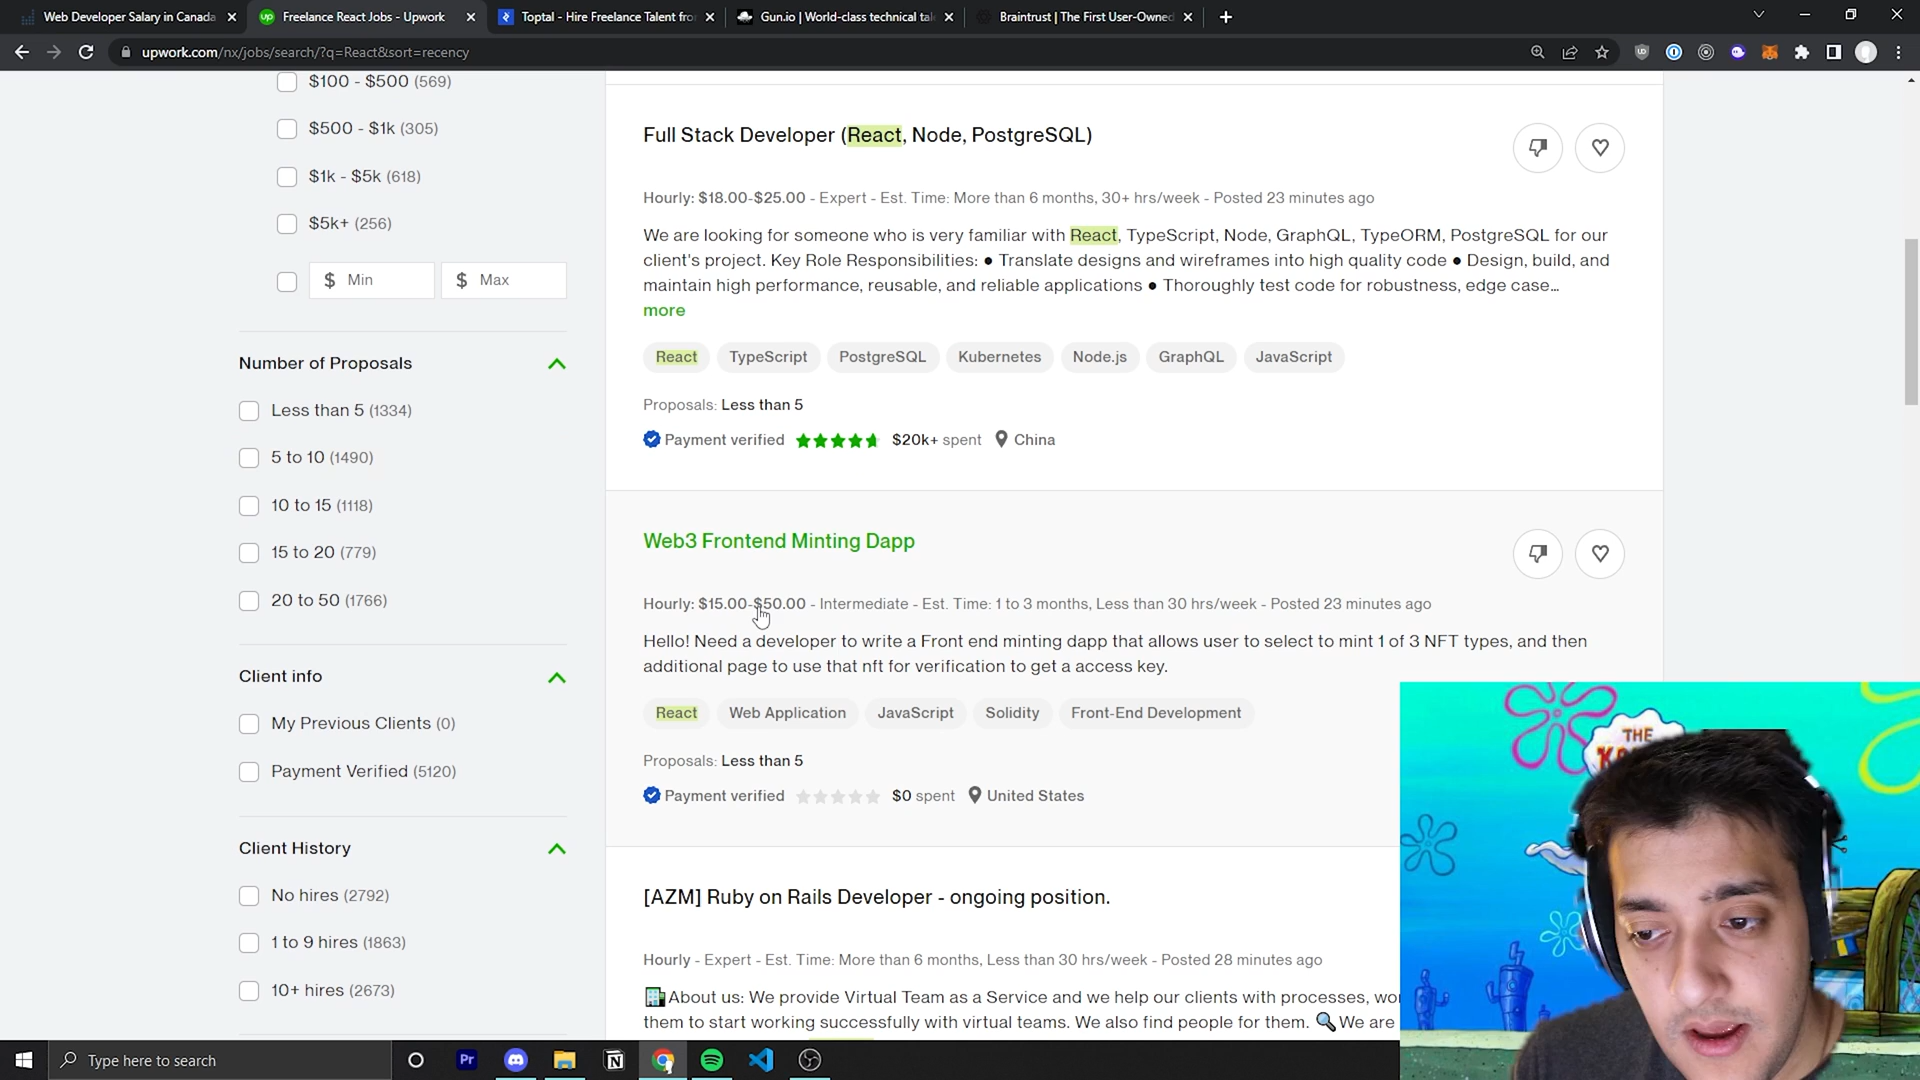 Web Developer Salary in Canada
Freelance React Jobs - Upwork
Toptal - Hire Freelance Talent fro
Gun.io | World-class technical tal
Braintrust | The First User-Owned
upwork.com/nx/jobs/search/?q=React&sort=recency
$100 - $500 (569)
$500 - $1k (305)
$1k - $5k (618)
$5k+ (256)
$ Min $ Max
Number of Proposals
Less than 5 (1334)
5 to 10 (1490)
10 to 15 (1118)
15 to 20 (779)
20 to 50 (1766)
Client info
My Previous Clients (0)
Payment Verified (5120)
Client History
No hires (2792)
1 to 9 hires (1863)
10+ hires (2673)
Full Stack Developer (React, Node, PostgreSQL)
Hourly: $18.00-$25.00 - Expert - Est. Time: More than 6 months, 30+ hrs/week - Posted 23 minutes ago
We are looking for someone who is very familiar with React, TypeScript, Node, GraphQL, TypeORM, PostgreSQL for our
client's project. Key Role Responsibilities: ● Translate designs and wireframes into high quality code ● Design, build, and
maintain high performance, reusable, and reliable applications ● Thoroughly test code for robustness, edge case…
more
React TypeScript PostgreSQL Kubernetes Node.js GraphQL JavaScript
Proposals: Less than 5
Payment verified $20k+ spent China
Web3 Frontend Minting Dapp
Hourly: $15.00-$50.00 - Intermediate - Est. Time: 1 to 3 months, Less than 30 hrs/week - Posted 23 minutes ago
Hello! Need a developer to write a Front end minting dapp that allows user to select to mint 1 of 3 NFT types, and then
additional page to use that nft for verification to get a access key.
React Web Application JavaScript Solidity Front-End Development
Proposals: Less than 5
Payment verified $0 spent United States
[AZM] Ruby on Rails Developer - ongoing position.
Hourly - Expert - Est. Time: More than 6 months, Less than 30 hrs/week - Posted 28 minutes ago
About us: We provide Virtual Team as a Service and we help our clients with processes, wo
them to start working successfully with virtual teams. We also find people for them. We are
THE
Type here to search
Pr